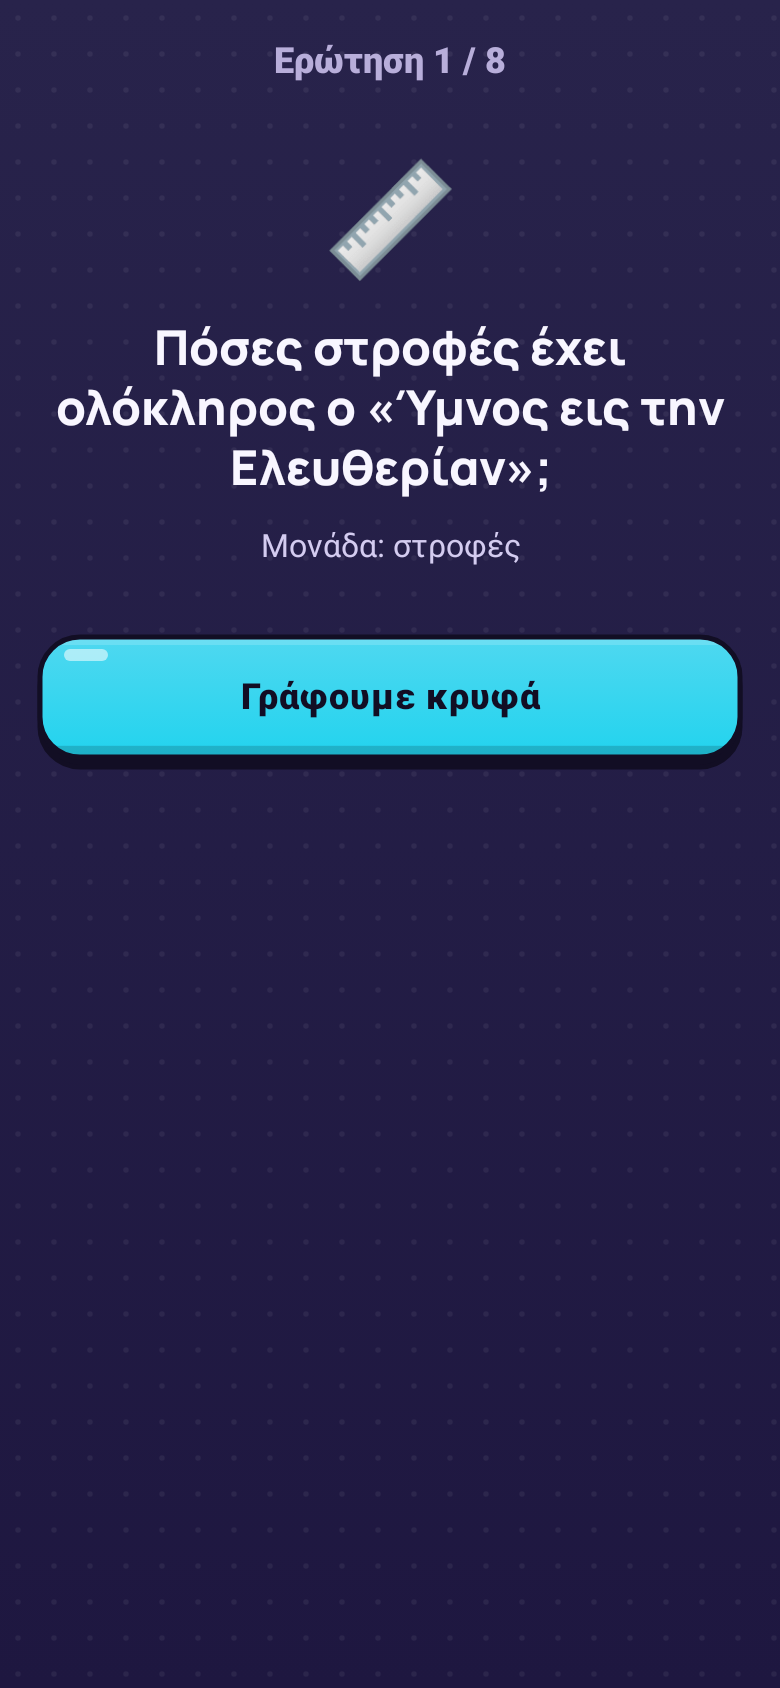 Ερώτηση 1 / 8
Πόσες στροφές έχει
ολόκληρος ο «Ύμνος εις την
Ελευθερίαν»;
Μονάδα: στροφές
Γράφουμε κρυφά